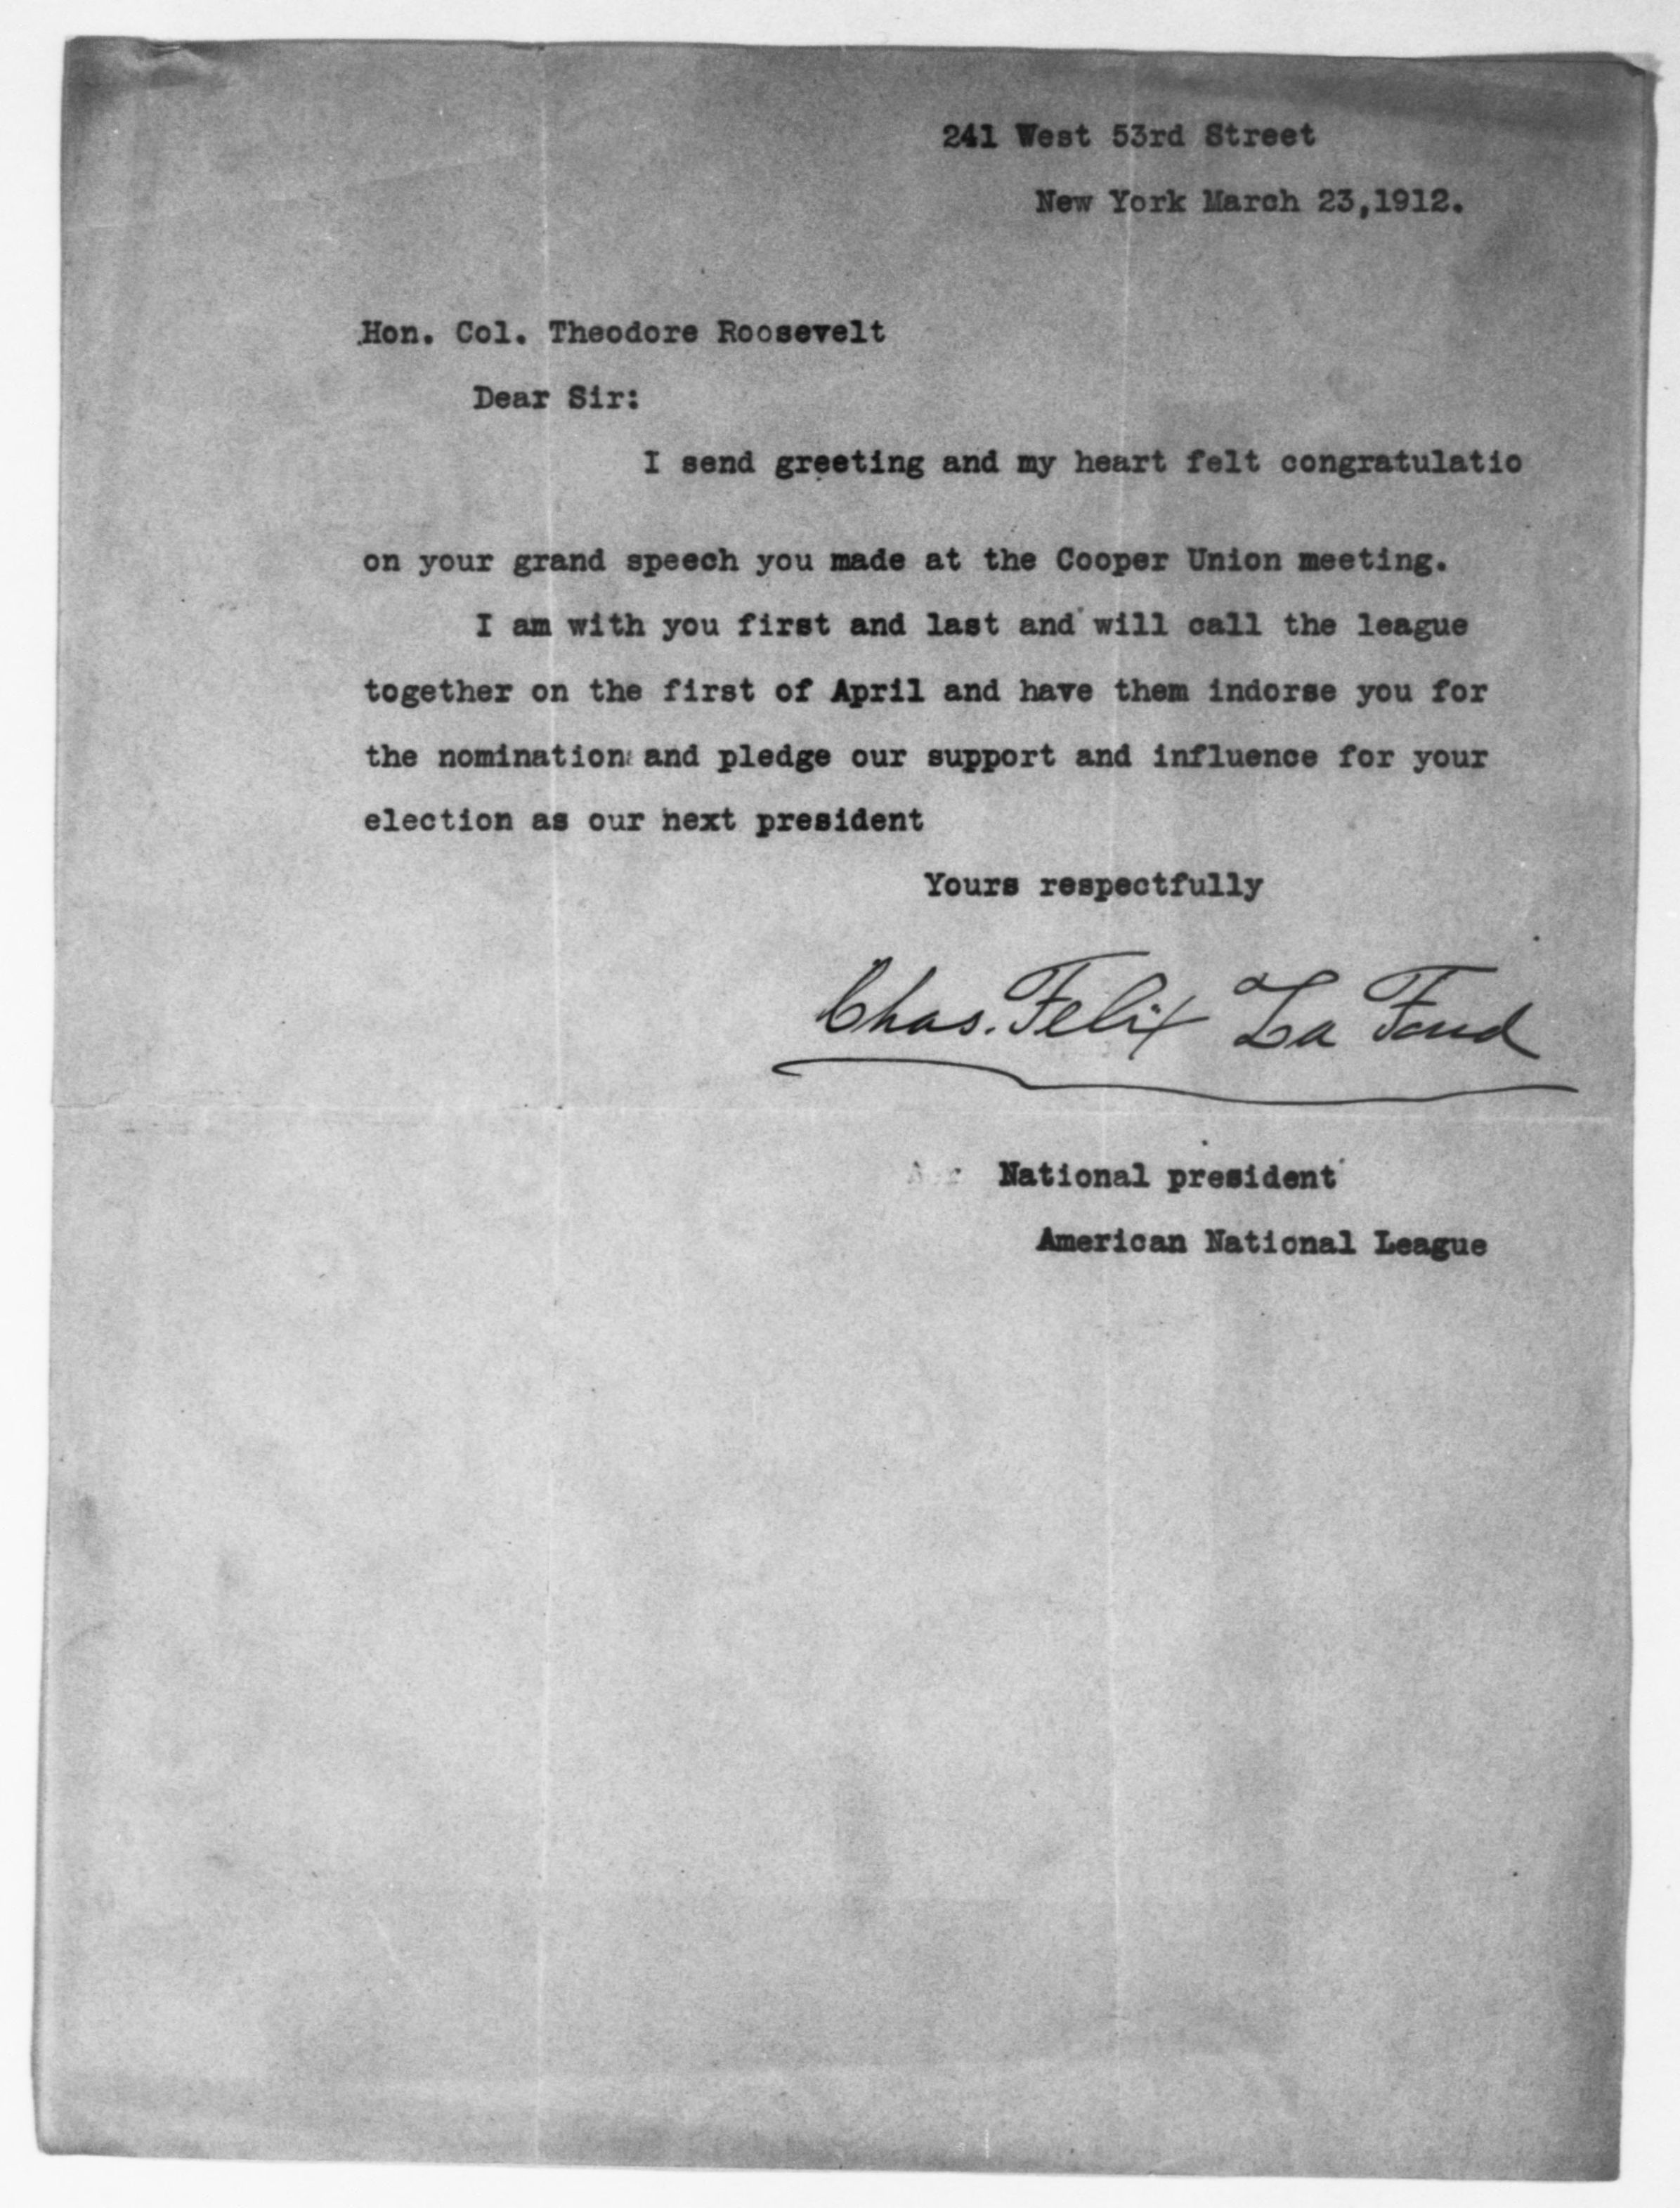 241 West 53rd Street
New York March 23,1912.
Hon. Col. Theodore Roosevelt
Dear Sir:
I send greeting and my heart felt congratulatio
on your grand speech you made at the Cooper Union meeting.
I am with you first and last and will call the league
together on the first of April and have them indorse you for
the nomination and pledge our support and influence for your
election as our next president
Yours respectfully
Chas. Felix La Fond
National president
American National League